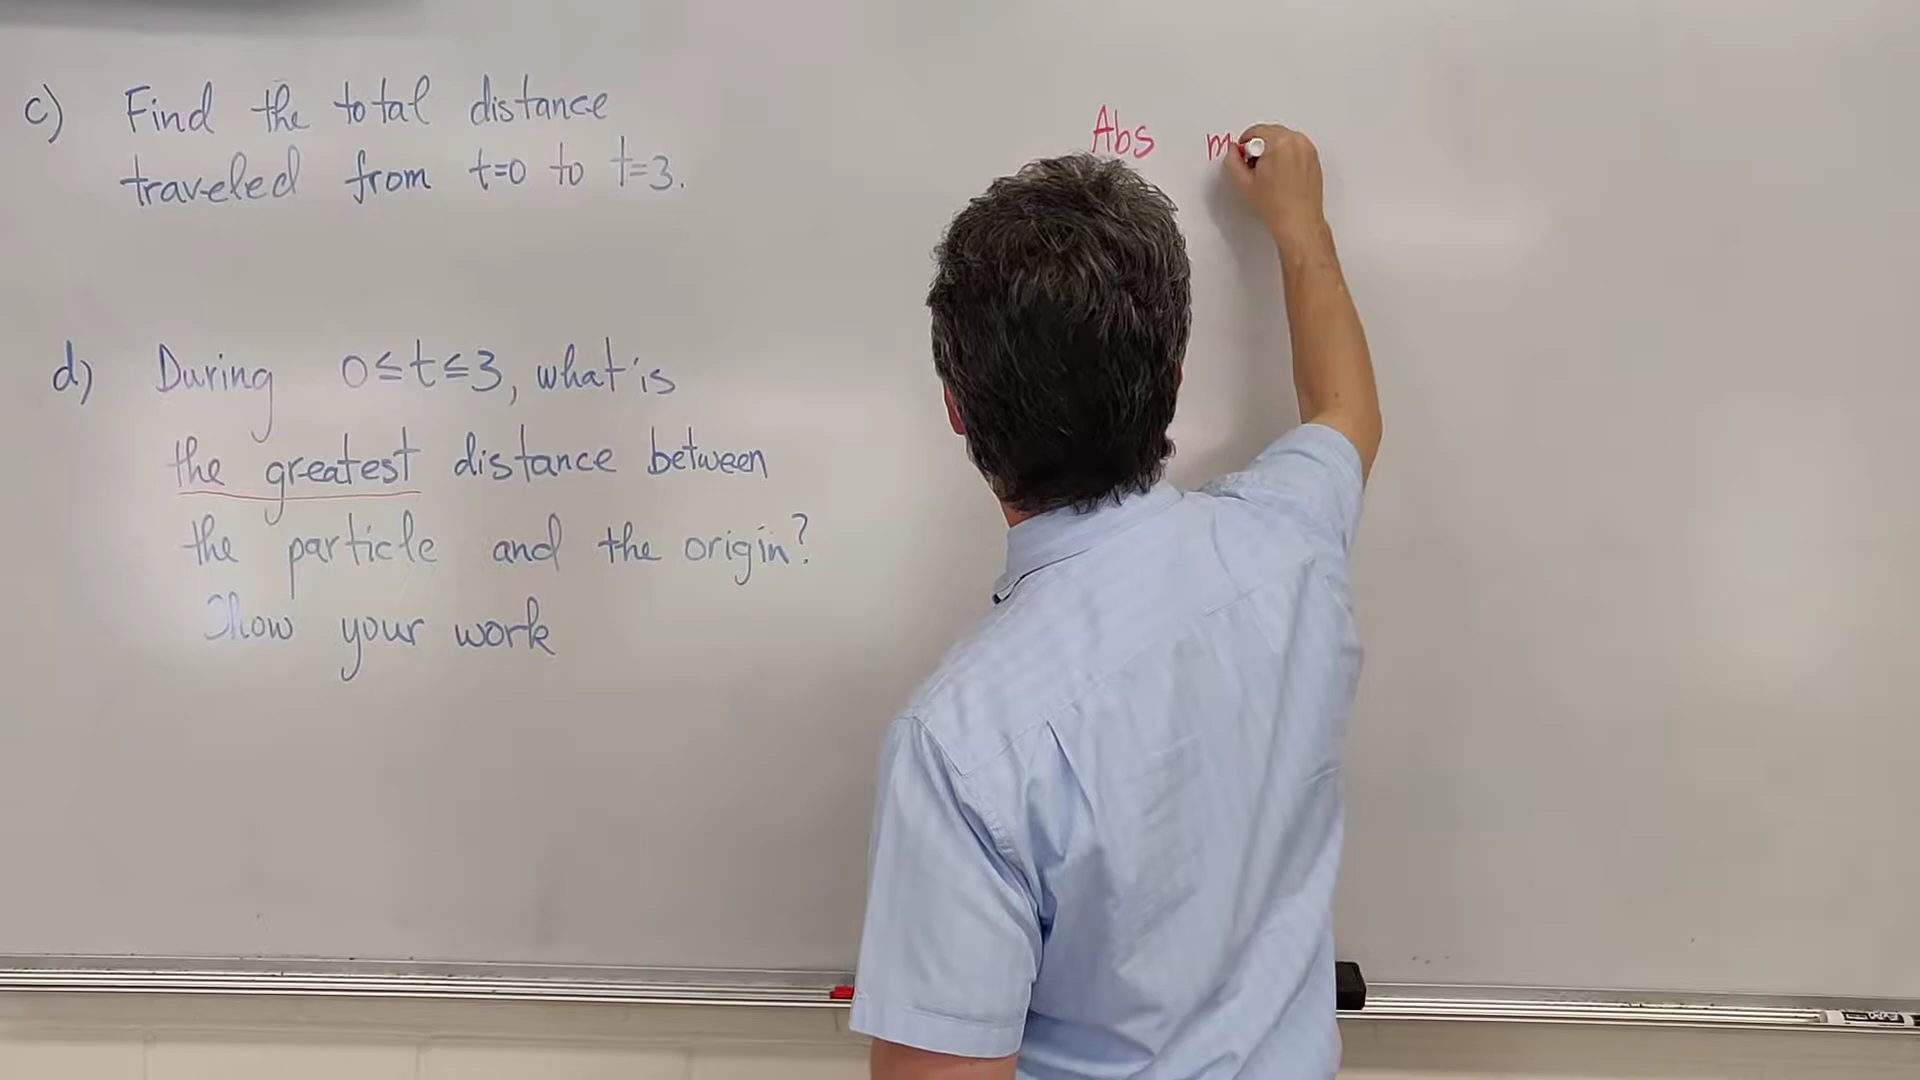 c) Find the total distance
traveled from t=0 to t=3.
d) During 0≤t≤3, what is
the greatest distance between
the particle and the origin?
Show your work
Abs m
EXPO